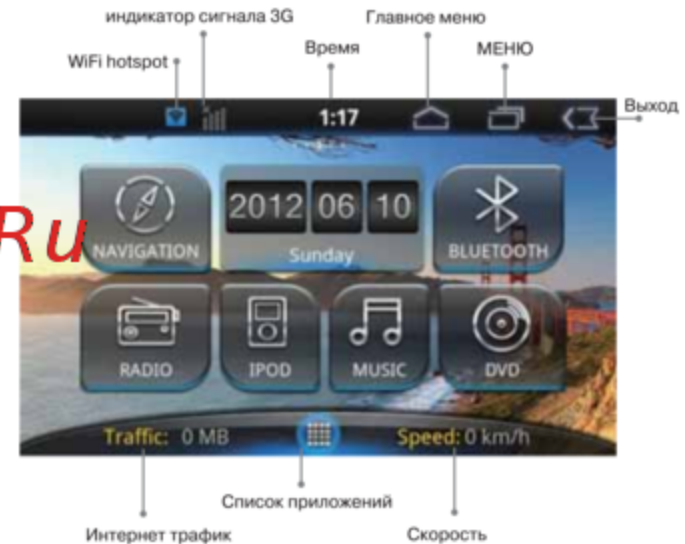 индикатор сигнала 3G
Главное меню
WiFi hotspot
Время
МЕНЮ
Выход
1:17
2012 06 10
Sunday
NAVIGATION
BLUETOOTH
Ru
RADIO
IPOD
MUSIC
DVD
Traffic: 0 MB
Speed: 0 km/h
Список приложений
Интернет трафик
Скорость